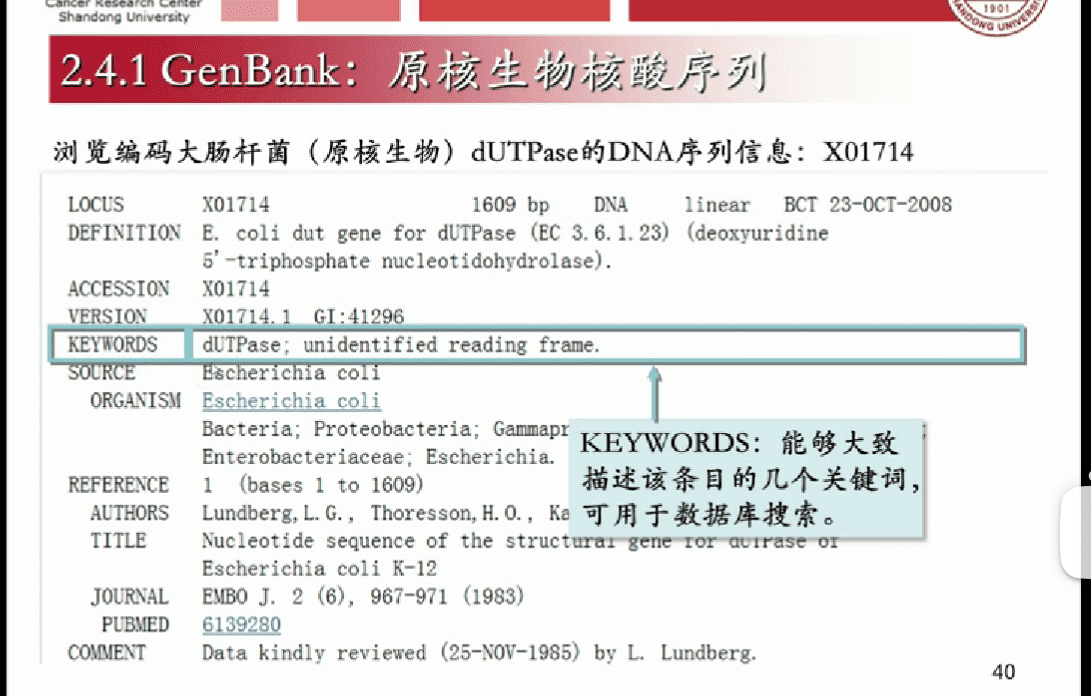 Cancer Research Center
Shandong University
1901
SHANDONG UNIVERSITY
2.4.1 GenBank：原核生物核酸序列
浏览编码大肠杆菌（原核生物）dUTPase的DNA序列信息：X01714
LOCUS X01714 1609 bp DNA linear BCT 23-OCT-2008
DEFINITION E. coli dut gene for dUTPase (EC 3.6.1.23) (deoxyuridine
5'-triphosphate nucleotidohydrolase).
ACCESSION X01714
VERSION X01714.1 GI:41296
KEYWORDS dUTPase; unidentified reading frame.
SOURCE Escherichia coli
ORGANISM Escherichia coli
Bacteria; Proteobacteria; Gammapr
Enterobacteriaceae; Escherichia.
REFERENCE 1 (bases 1 to 1609)
AUTHORS Lundberg,L.G., Thoresson,H.O., Ka
TITLE Nucleotide sequence of the structural gene for dUTPase of
Escherichia coli K-12
JOURNAL EMBO J. 2 (6), 967-971 (1983)
PUBMED 6139280
COMMENT Data kindly reviewed (25-NOV-1985) by L. Lundberg.
KEYWORDS：能够大致
描述该条目的几个关键词，
可用于数据库搜索。
40